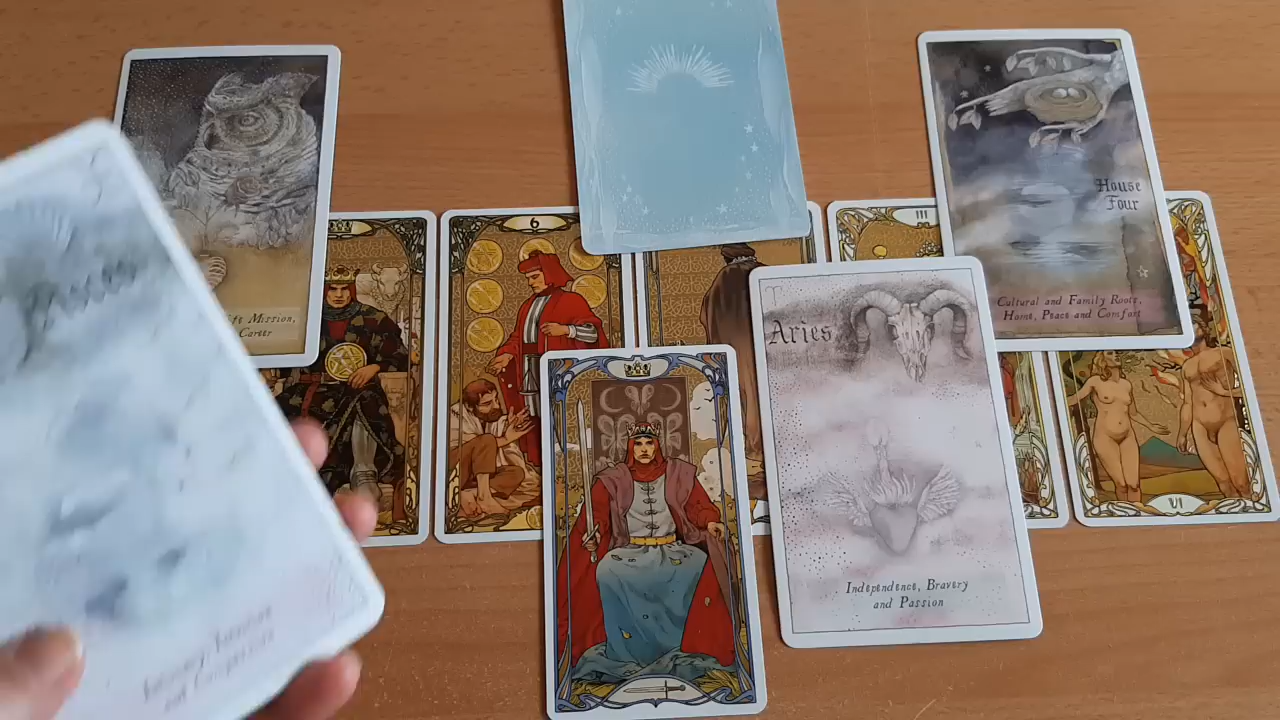 House
Four
Cultural and Family Roots,
Home, Peace and Comfort
Mission,
Career
6
III
Aries
Independence, Bravery
and Passion
VI